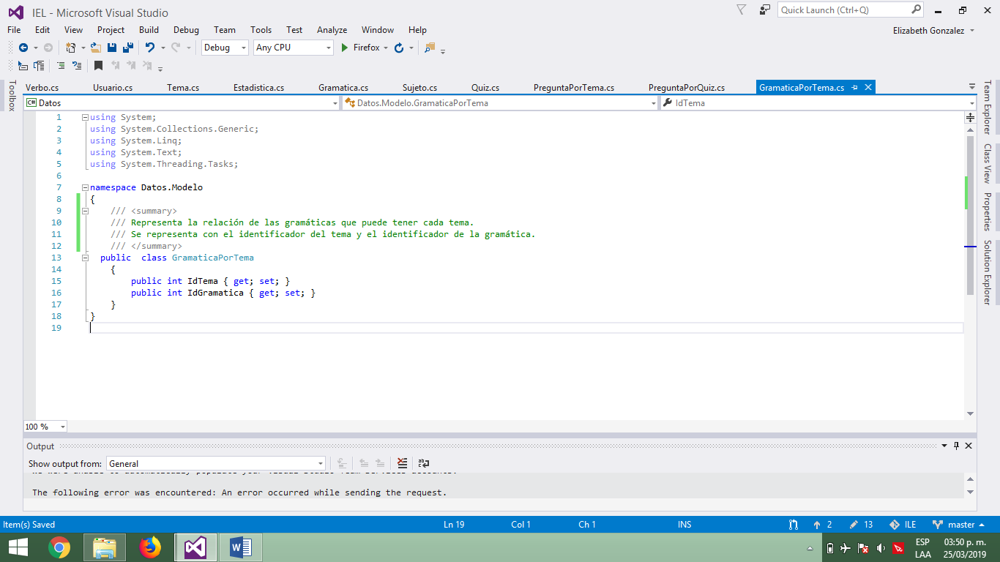 IEL - Microsoft Visual Studio
Quick Launch (Ctrl+Q)
File Edit View Project Build Debug Team Tools Test Analyze Window Help
Elizabeth Gonzalez
Debug Any CPU Firefox
Toolbox
Verbo.cs Usuario.cs Tema.cs Estadistica.cs Gramatica.cs Sujeto.cs Quiz.cs PreguntaPorTema.cs PreguntaPorQuiz.cs GramaticaPorTema.cs
C# Datos Datos.Modelo.GramaticaPorTema IdTema
1 using System;
2 using System.Collections.Generic;
3 using System.Linq;
4 using System.Text;
5 using System.Threading.Tasks;
6
7 namespace Datos.Modelo
8 {
9 /// <summary>
10 /// Representa la relación de las gramáticas que puede tener cada tema.
11 /// Se representa con el identificador del tema y el identificador de la gramática.
12 /// </summary>
13 public  class GramaticaPorTema
14 {
15 public int IdTema { get; set; }
16 public int IdGramatica { get; set; }
17 }
18 }
19
Team Explorer
Class View
Properties
Solution Explorer
100 %
Output
Show output from: General
The following error was encountered: An error occurred while sending the request.
Item(s) Saved Ln 19 Col 1 Ch 1 INS 2 13 ILE master
ESP
LAA
03:50 p. m.
25/03/2019